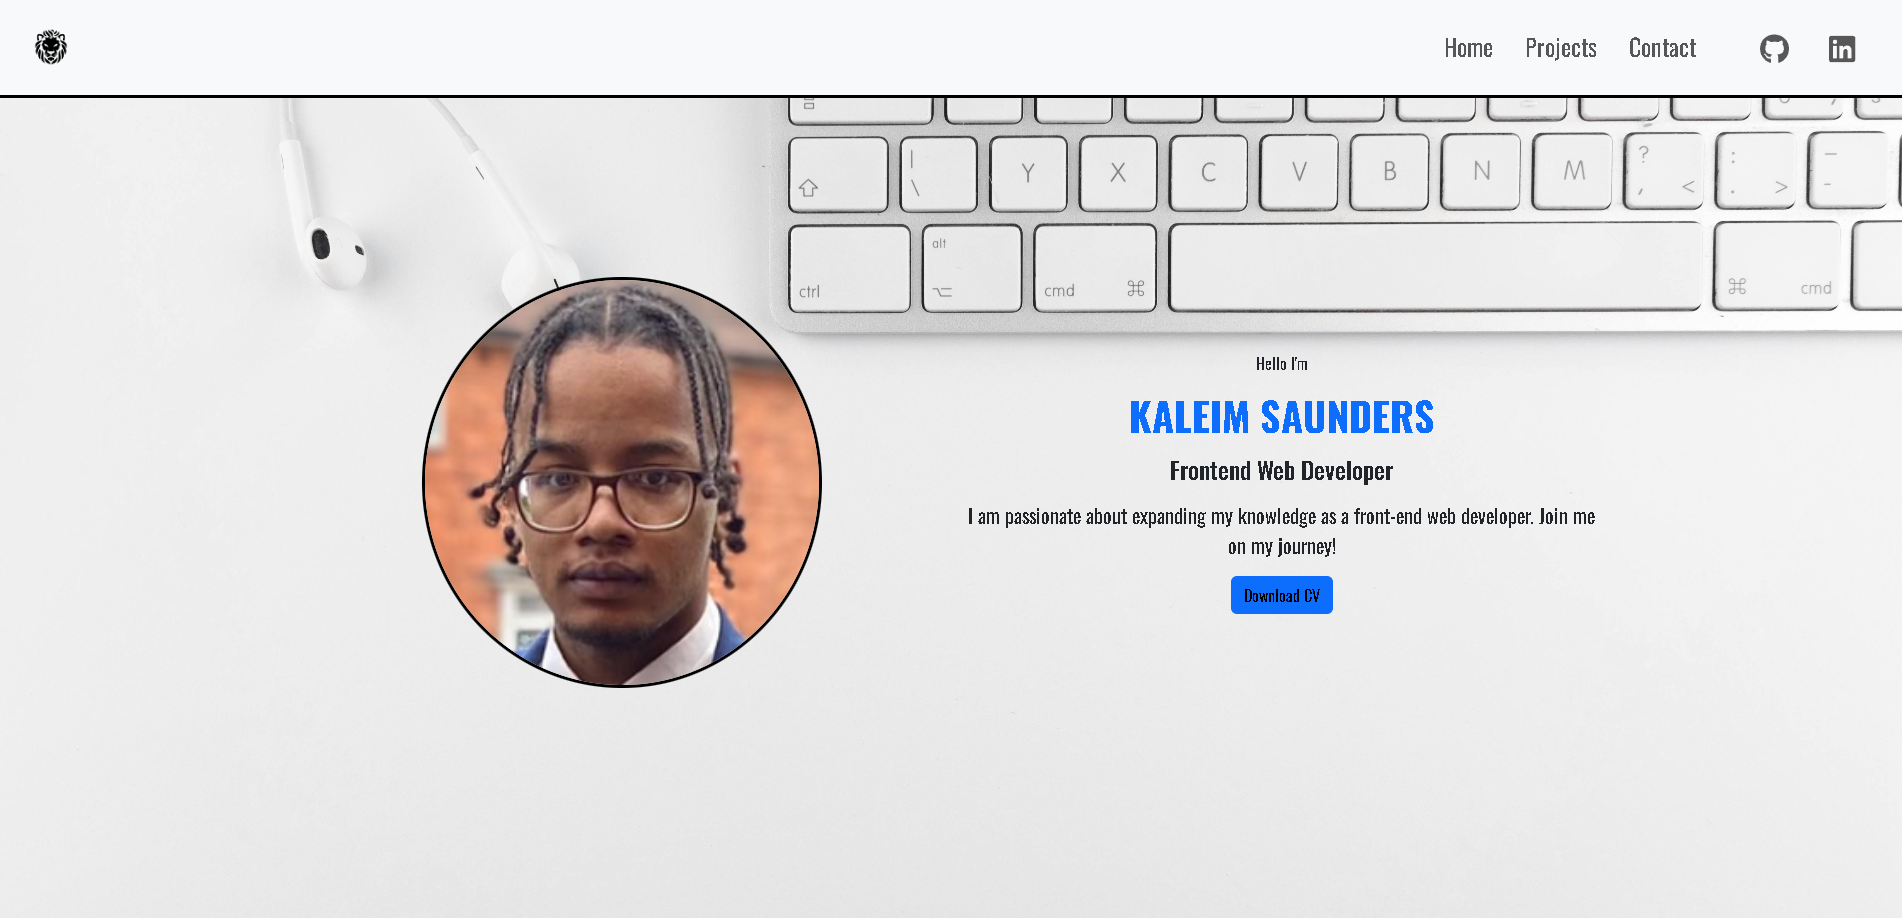 Home Projects Contact in
| ? : –
\ Y X C V B N M , < . > -
alt
ctrl cmd ⌘ ⌘ cmd
Hello I'm
KALEIM SAUNDERS
Frontend Web Developer
I am passionate about expanding my knowledge as a front-end web developer. Join me
on my journey!
Download CV